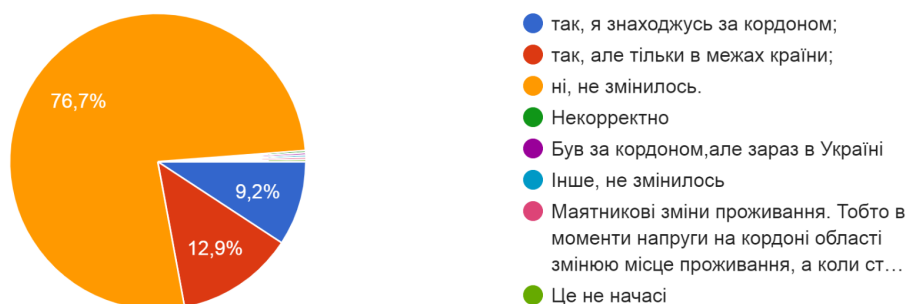 76,7%
9,2%
12,9%
так, я знаходжусь за кордоном;
так, але тільки в межах країни;
ні, не змінилось.
Некорректно
Був за кордоном,але зараз в Україні
Інше, не змінилось
Маятникові зміни проживання. Тобто в
моменти напруги на кордоні області
змінюю місце проживання, а коли ст...
Це не начасі